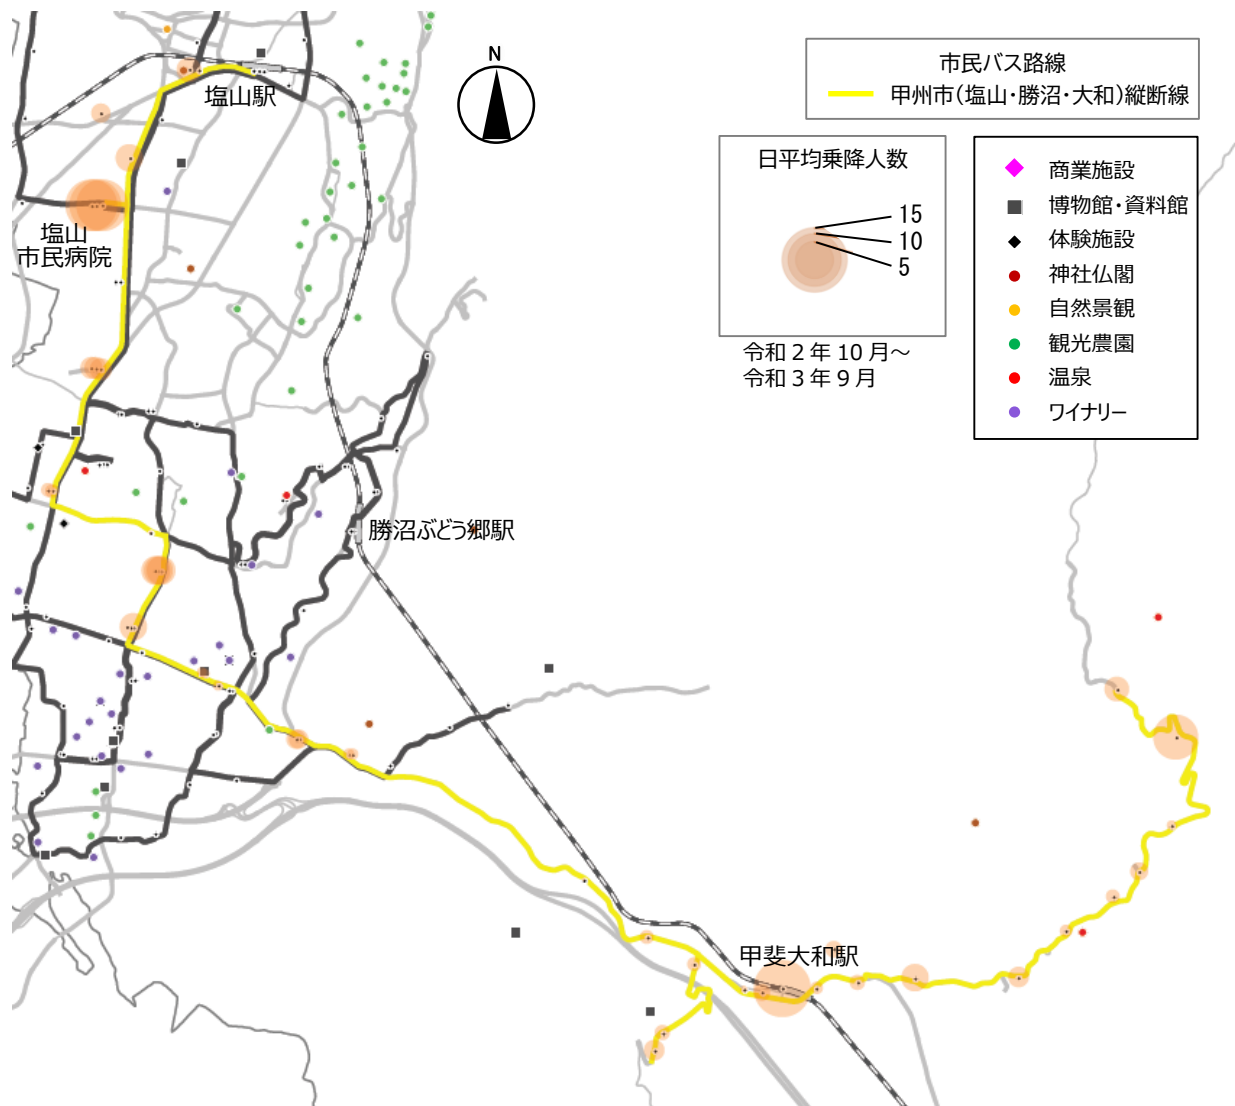 市民バス路線
甲州市(塩山・勝沼・大和)縦断線
N
日平均乗降人数
15
10
5
令和2年10月～
令和3年9月
商業施設
博物館・資料館
体験施設
神社仏閣
自然景観
観光農園
温泉
ワイナリー
塩山駅
塩山
市民病院
勝沼ぶどう郷駅
甲斐大和駅